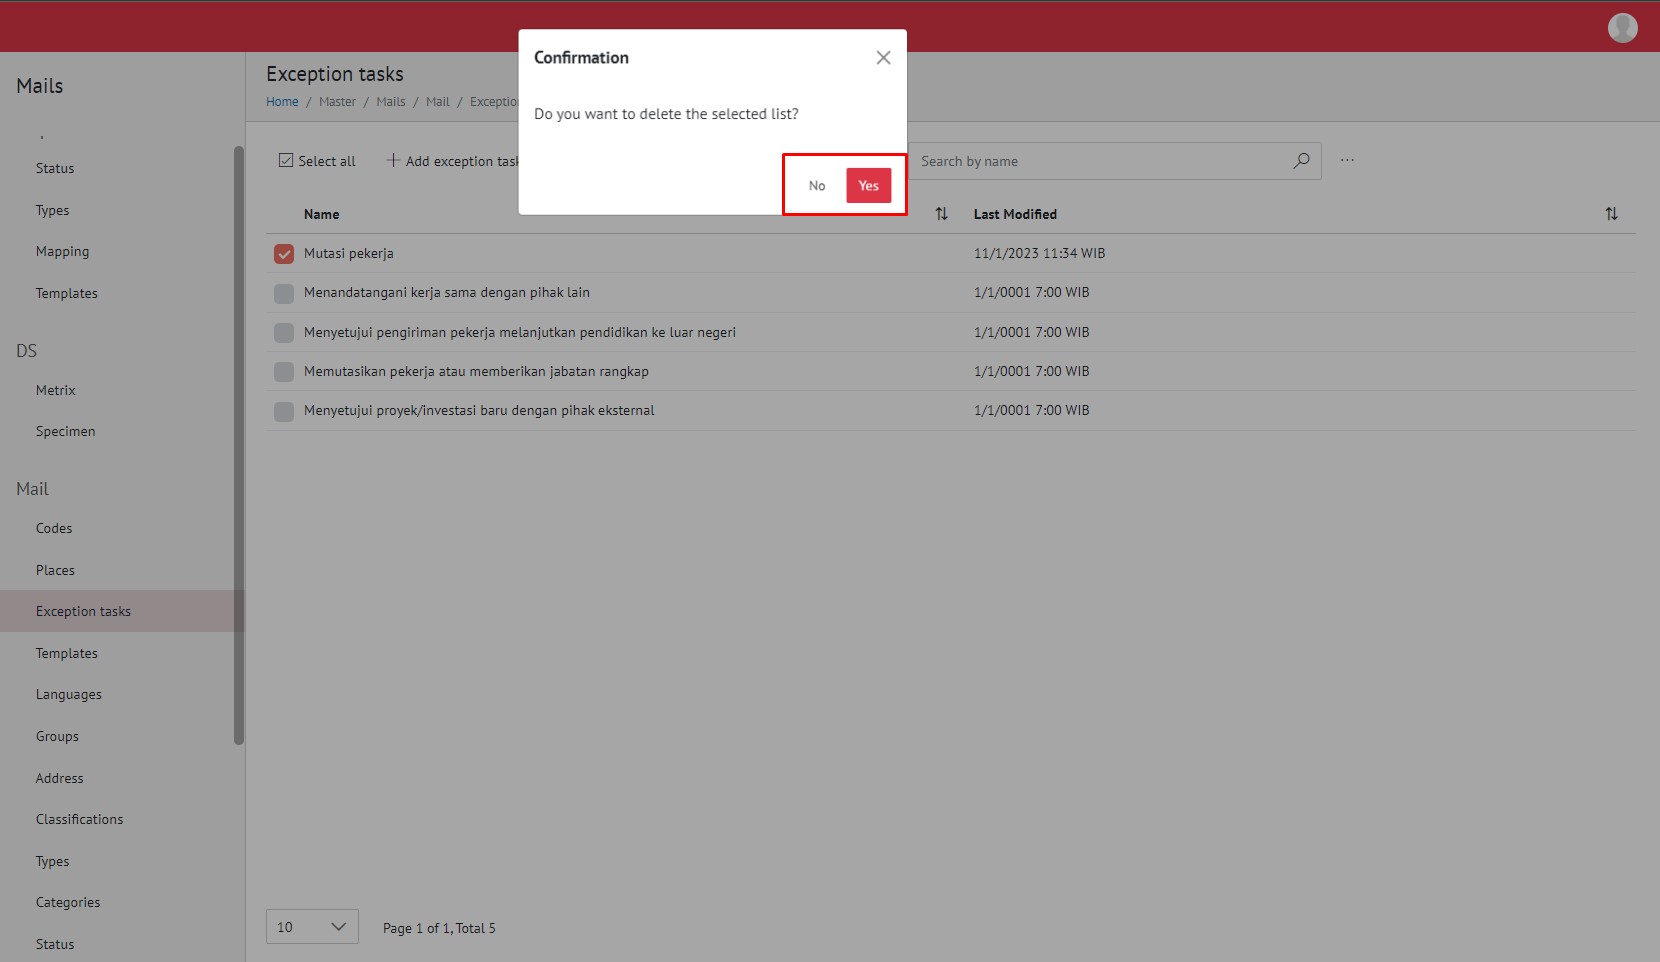 Confirmation
Do you want to delete the selected list?
No
Yes
Mails
Status
Types
Mapping
Templates
DS
Metrix
Specimen
Mail
Codes
Places
Exception tasks
Templates
Languages
Groups
Address
Classifications
Types
Categories
Status
Exception tasks
Home / Master / Mails / Mail /
Select all
Add exception
Search by name
Name
Last Modified
Mutasi pekerja 11/1/2023 11:34 WIB
Menandatangani kerja sama dengan pihak lain 1/1/0001 7:00 WIB
Menyetujui pengiriman pekerja melanjutkan pendidikan ke luar negeri 1/1/0001 7:00 WIB
Memutasikan pekerja atau memberikan jabatan rangkap 1/1/0001 7:00 WIB
Menyetujui proyek/investasi baru dengan pihak eksternal 1/1/0001 7:00 WIB
10
Page 1 of 1, Total 5